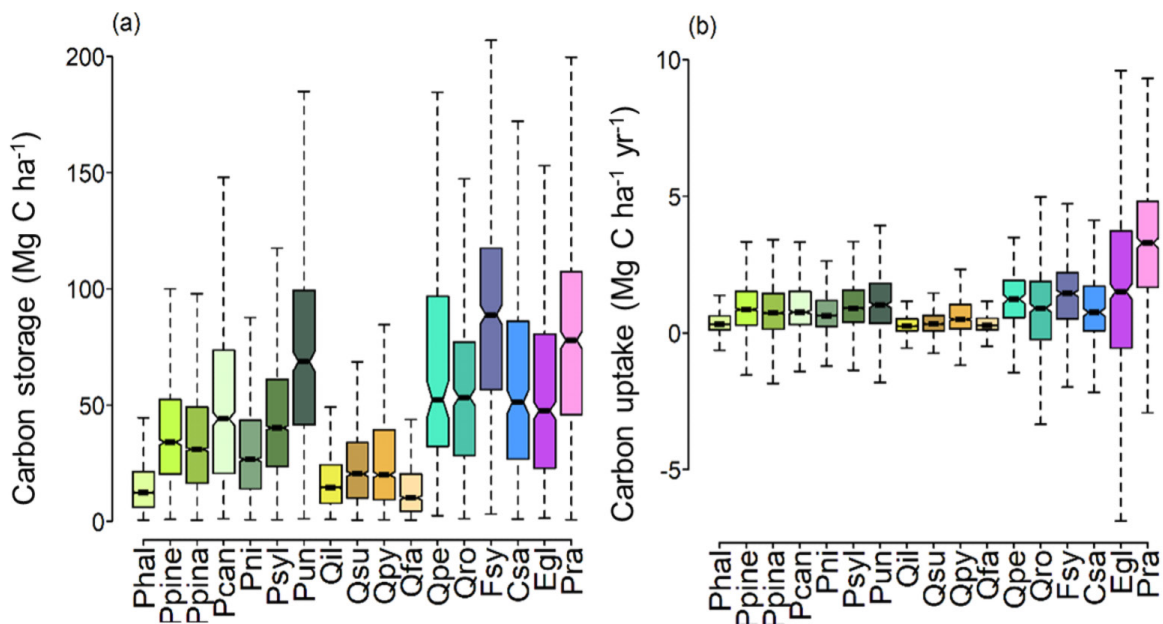 (a)
Carbon storage (Mg C ha⁻¹)
200
150
100
50
0
Phal
Ppine
Ppina
Pcan
Pni
Psyl
Pun
Qil
Qsu
Qpy
Qfa
Qpe
Qro
Fsy
Csa
Egl
Pra
(b)
Carbon uptake (Mg C ha⁻¹ yr⁻¹)
10
5
0
-5
Phal
Ppine
Ppina
Pcan
Pni
Psyl
Pun
Qil
Qsu
Qpy
Qfa
Qpe
Qro
Fsy
Csa
Egl
Pra